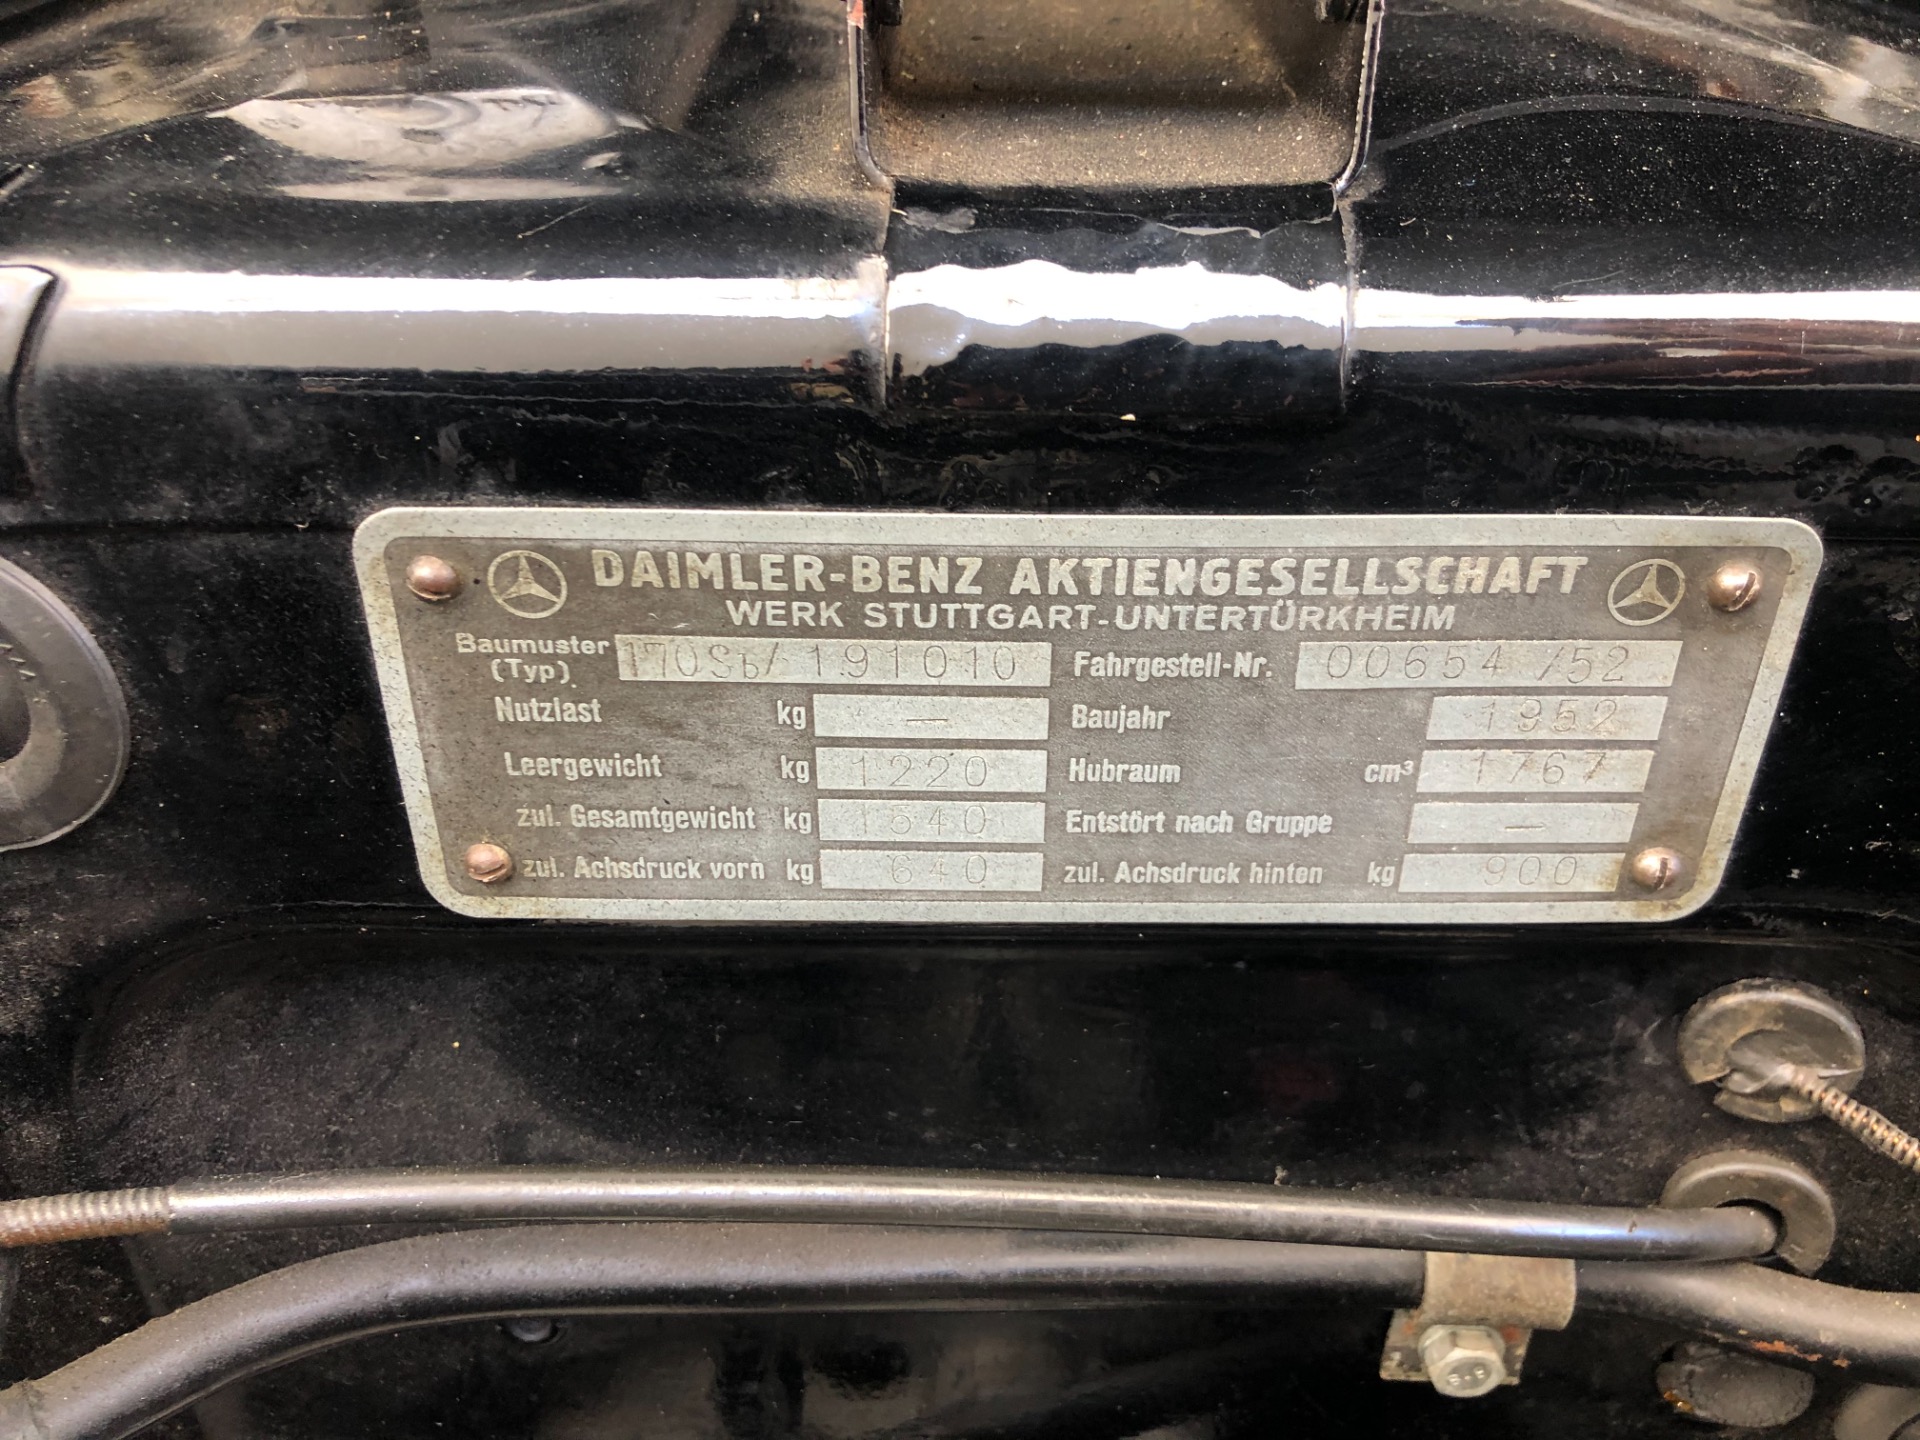 DAIMLER-BENZ AKTIENGESELLSCHAFT
WERK STUTTGART-UNTERTÜRKHEIM
Baumuster (Typ). 170Sb/ 191010 Fahrgestell-Nr. 00654 /52
Nutzlast kg — Baujahr 1952
Leergewicht kg 1220 Hubraum cm³ 1767
zul. Gesamtgewicht kg 1540 Entstört nach Gruppe —
zul. Achsdruck vorn kg 640 zul. Achsdruck hinten kg 900